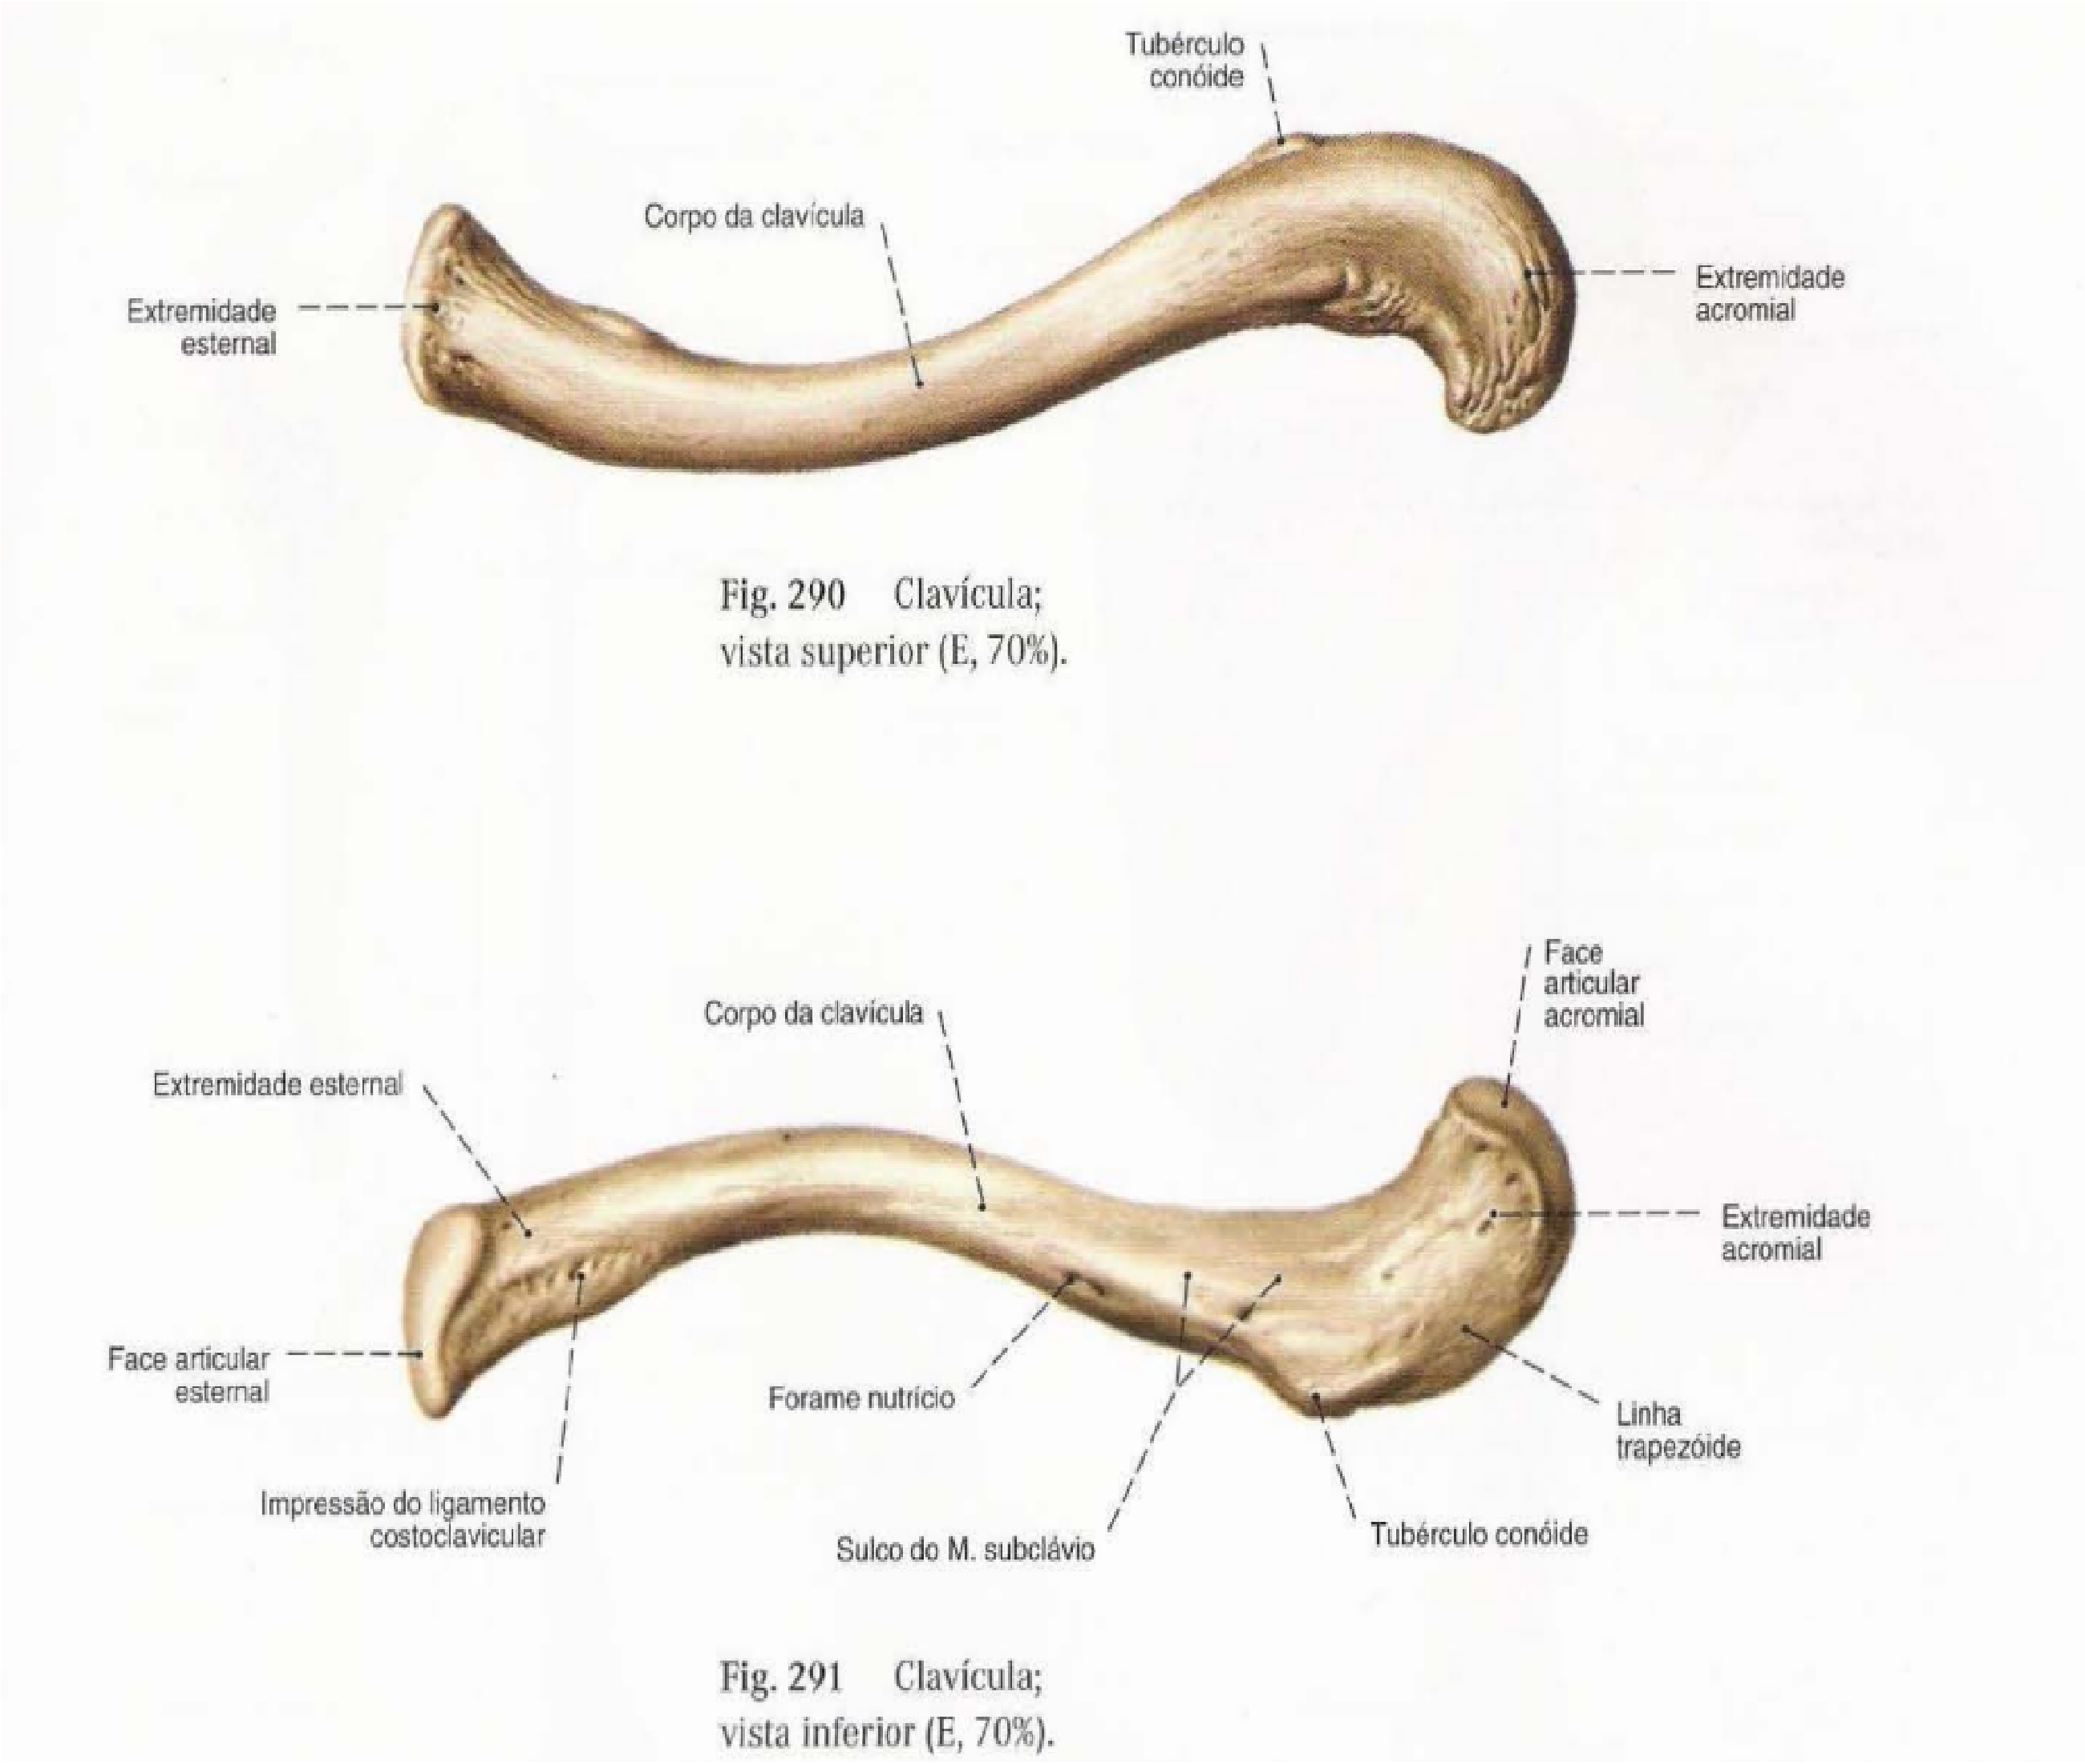 Tubérculo
conóide
Corpo da clavícula
Extremidade
esternal
Extremidade
acromial
Fig. 290 Clavícula;
vista superior (E, 70%).
Face
articular
acromial
Corpo da clavícula
Extremidade esternal
Extremidade
acromial
Face articular
esternal
Forame nutrício
Linha
trapezóide
Impressão do ligamento
costoclavicular
Sulco do M. subclávio
Tubérculo conóide
Fig. 291 Clavícula;
vista inferior (E, 70%).